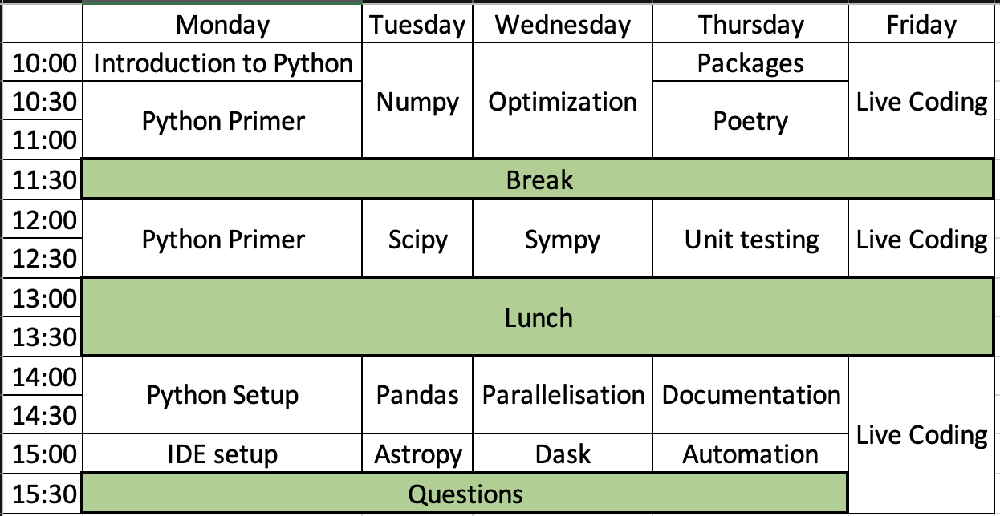 Monday Tuesday Wednesday Thursday Friday
10:00 Introduction to Python Packages
10:30 Python Primer Numpy Optimization Poetry Live Coding
11:00
11:30 Break
12:00 Python Primer Scipy Sympy Unit testing Live Coding
12:30
13:00 Lunch
13:30
14:00 Python Setup Pandas Parallelisation Documentation
14:30
15:00 IDE setup Astropy Dask Automation Live Coding
15:30 Questions